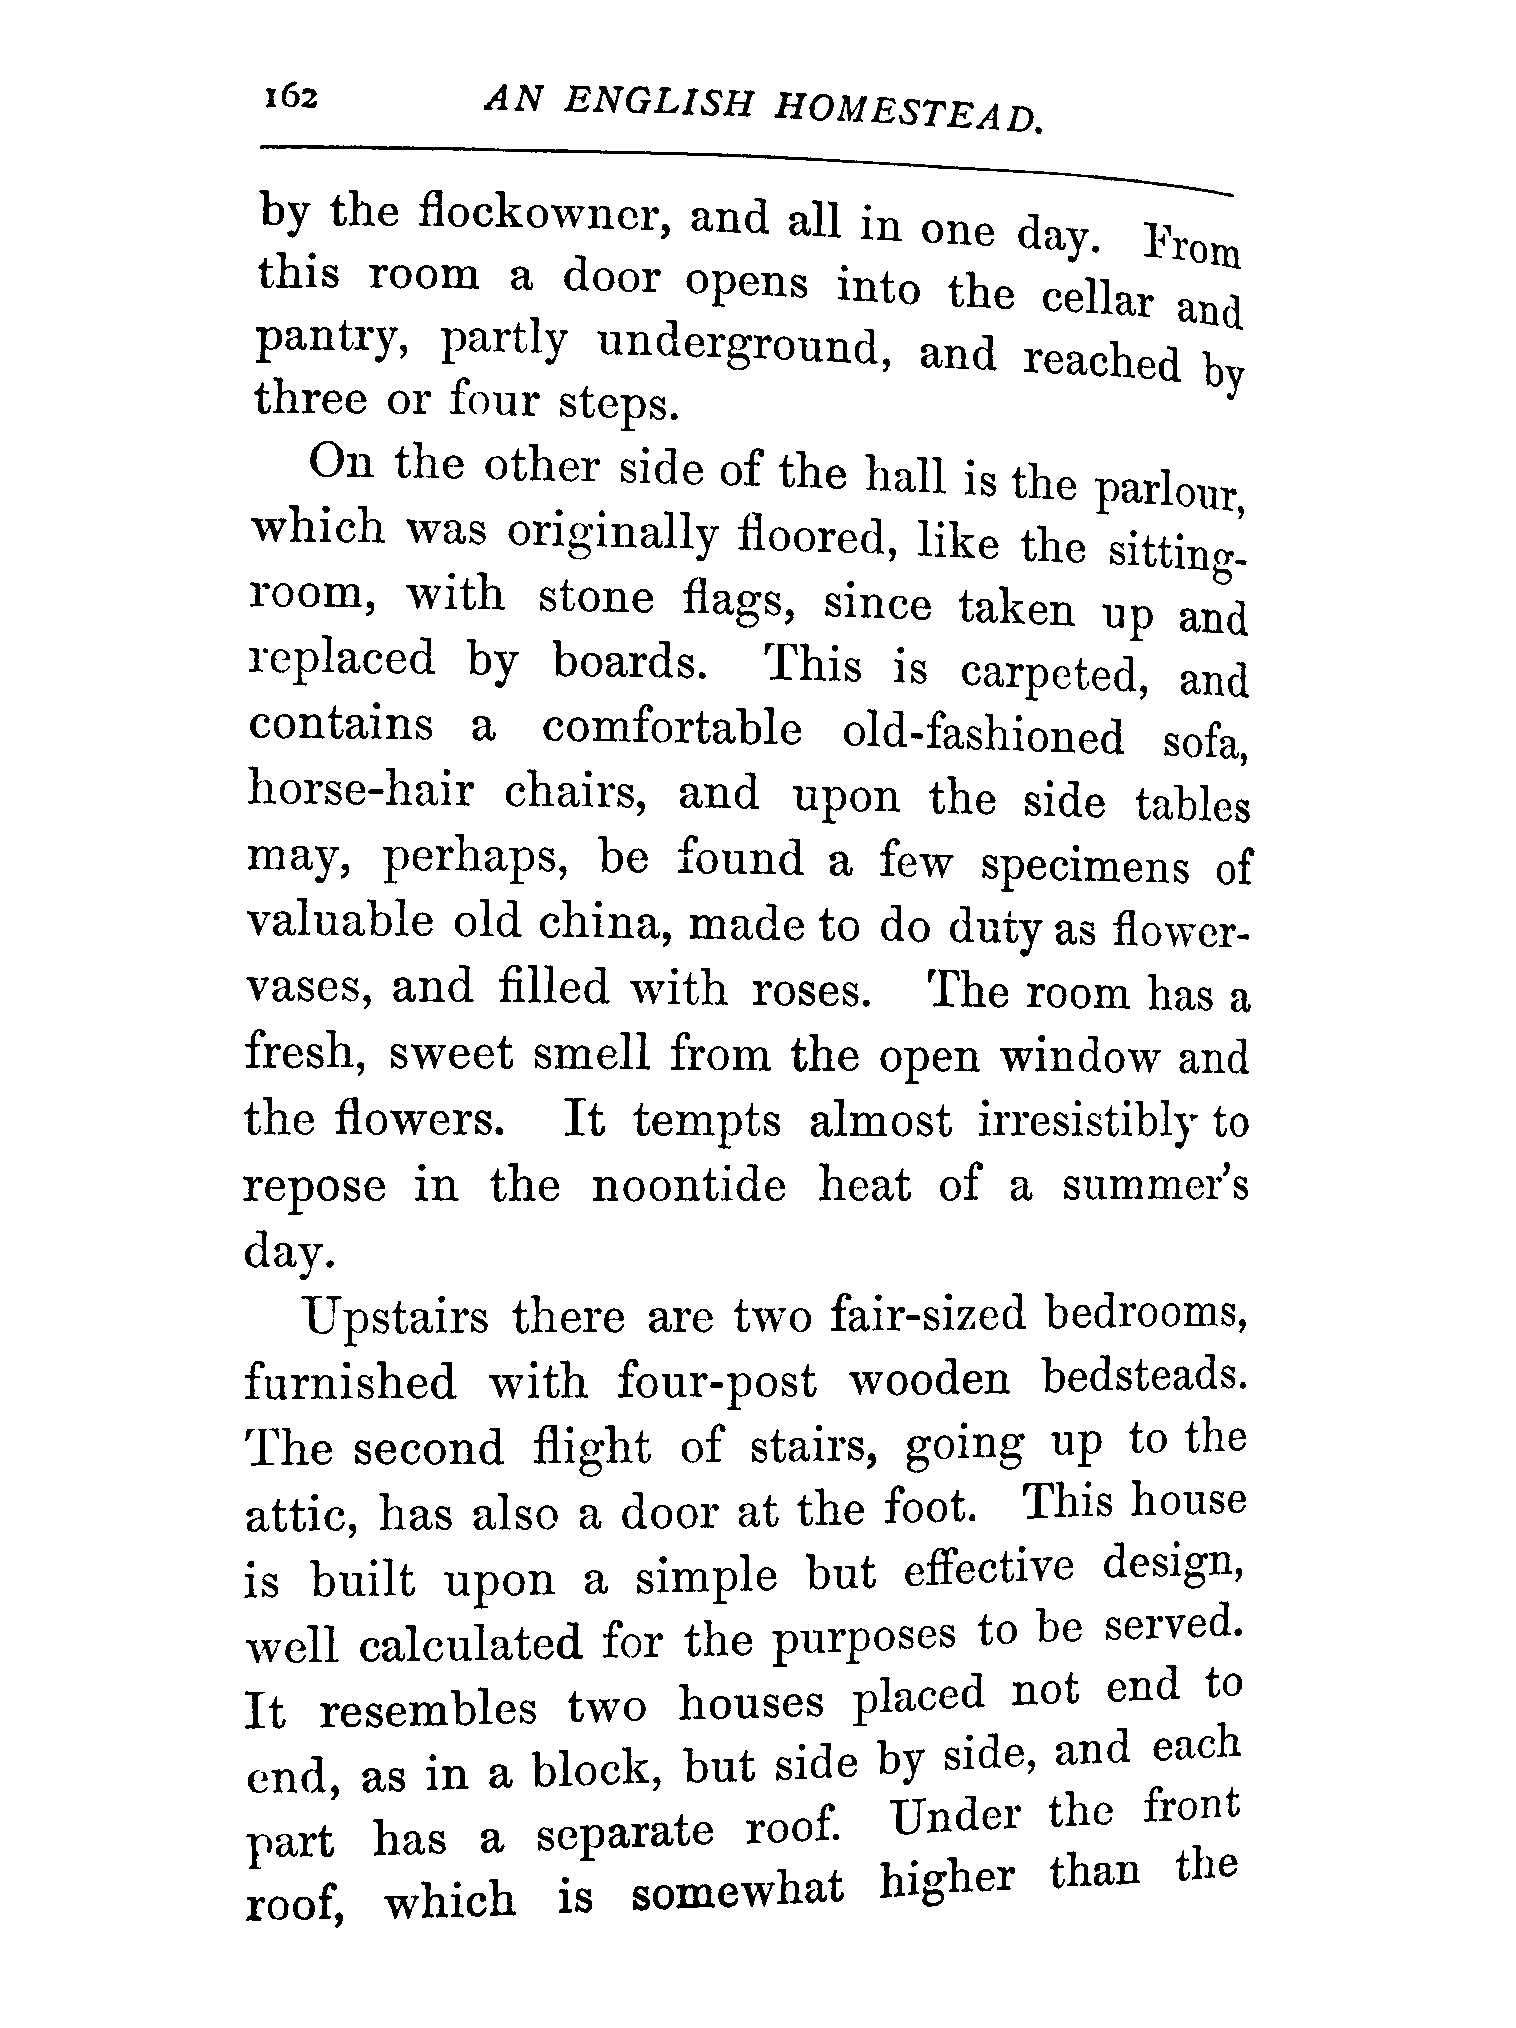 162 AN ENGLISH HOMESTEAD.
by the flockowner, and all in one day. From
this room a door opens into the cellar and
pantry, partly underground, and reached by
three or four steps.
On the other side of the hall is the parlour,
which was originally floored, like the sitting-
room, with stone flags, since taken up and
replaced by boards. This is carpeted, and
contains a comfortable old-fashioned sofa,
horse-hair chairs, and upon the side tables
may, perhaps, be found a few specimens of
valuable old china, made to do duty as flower-
vases, and filled with roses. The room has a
fresh, sweet smell from the open window and
the flowers. It tempts almost irresistibly to
repose in the noontide heat of a summer's
day.
Upstairs there are two fair-sized bedrooms,
furnished with four-post wooden bedsteads.
The second flight of stairs, going up to the
attic, has also a door at the foot. This house
is built upon a simple but effective design,
well calculated for the purposes to be served.
It resembles two houses placed not end to
end, as in a block, but side by side, and each
part has a separate roof. Under the front
roof, which is somewhat higher than the